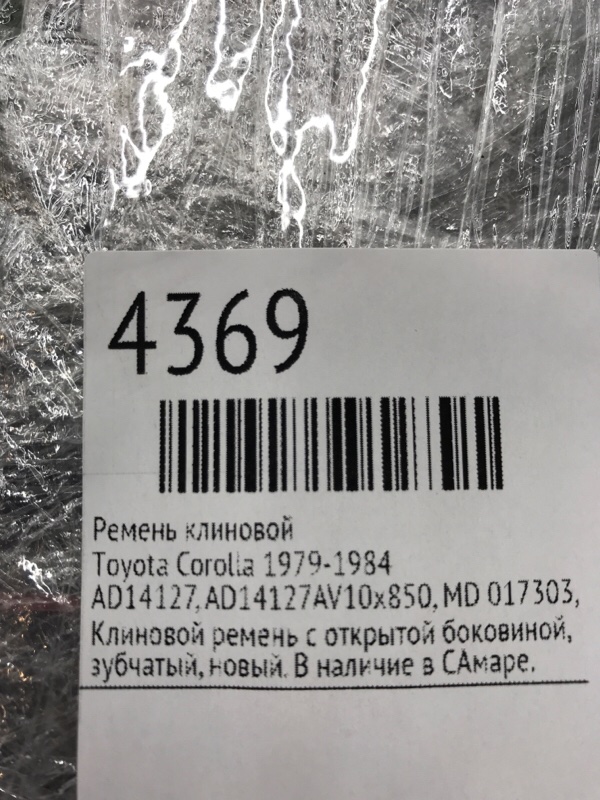 4369
Ремень клиновой
Toyota Corolla 1979-1984
AD14127,AD14127AV10x850, MD 017303,
Клиновой ремень с открытой боковиной,
зубчатый, новый. В наличие в САмаре.